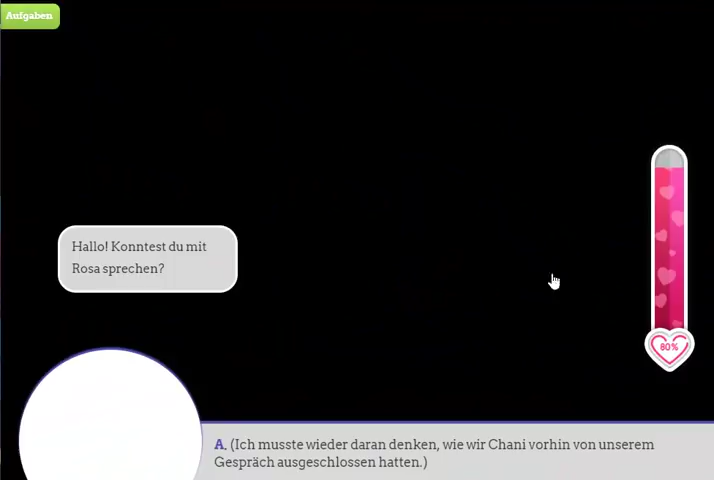 Aufgaben
Hallo! Konntest du mit
Rosa sprechen?
80%
A. (Ich musste wieder daran denken, wie wir Chani vorhin von unserem
Gespräch ausgeschlossen hatten.)